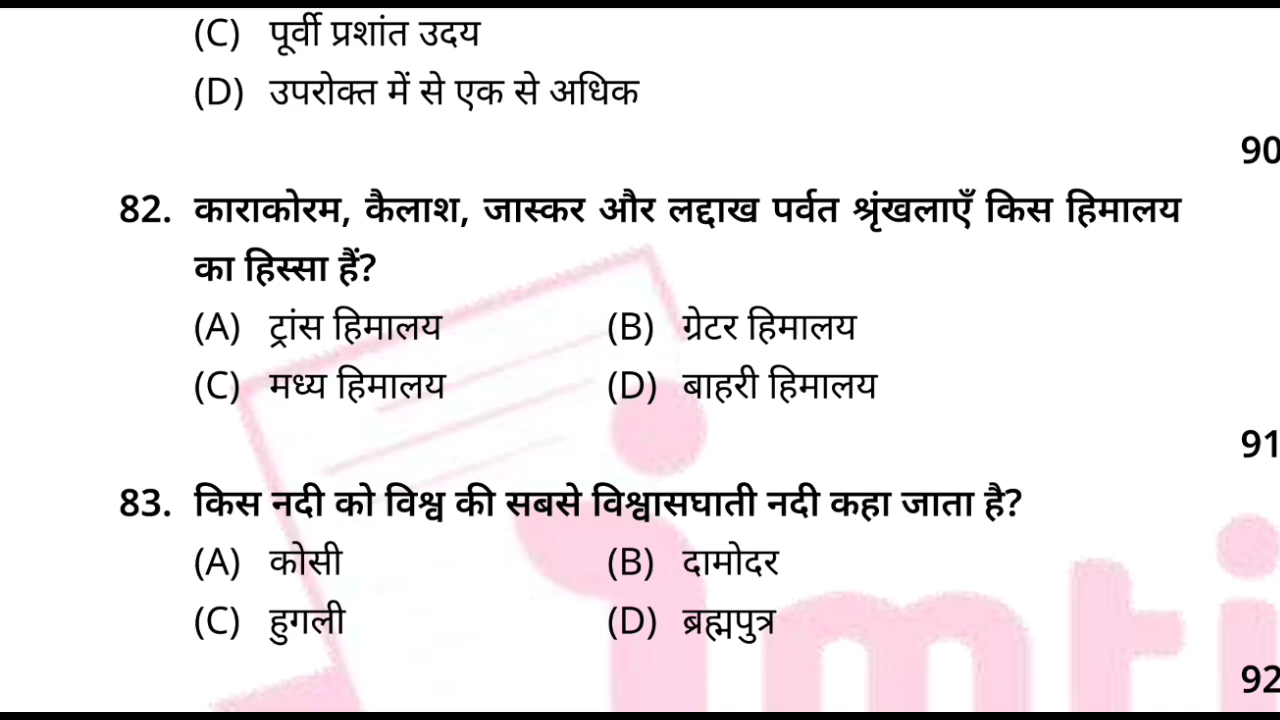 (C) पूर्वी प्रशांत उदय
(D) उपरोक्त में से एक से अधिक
90
82. काराकोरम, कैलाश, जास्कर और लद्दाख पर्वत श्रृंखलाएँ किस हिमालय
का हिस्सा हैं?
(A) ट्रांस हिमालय (B) ग्रेटर हिमालय
(C) मध्य हिमालय (D) बाहरी हिमालय
91
83. किस नदी को विश्व की सबसे विश्वासघाती नदी कहा जाता है?
(A) कोसी (B) दामोदर
(C) हुगली (D) ब्रह्मपुत्र
92